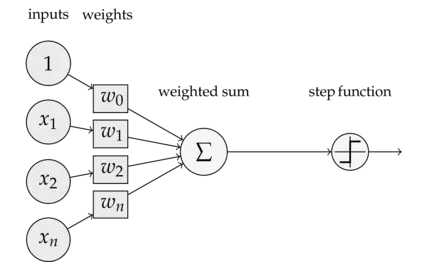 inputs weights
1
w0
weighted sum
step function
x1
w1
Σ
x2
w2
wn
xn